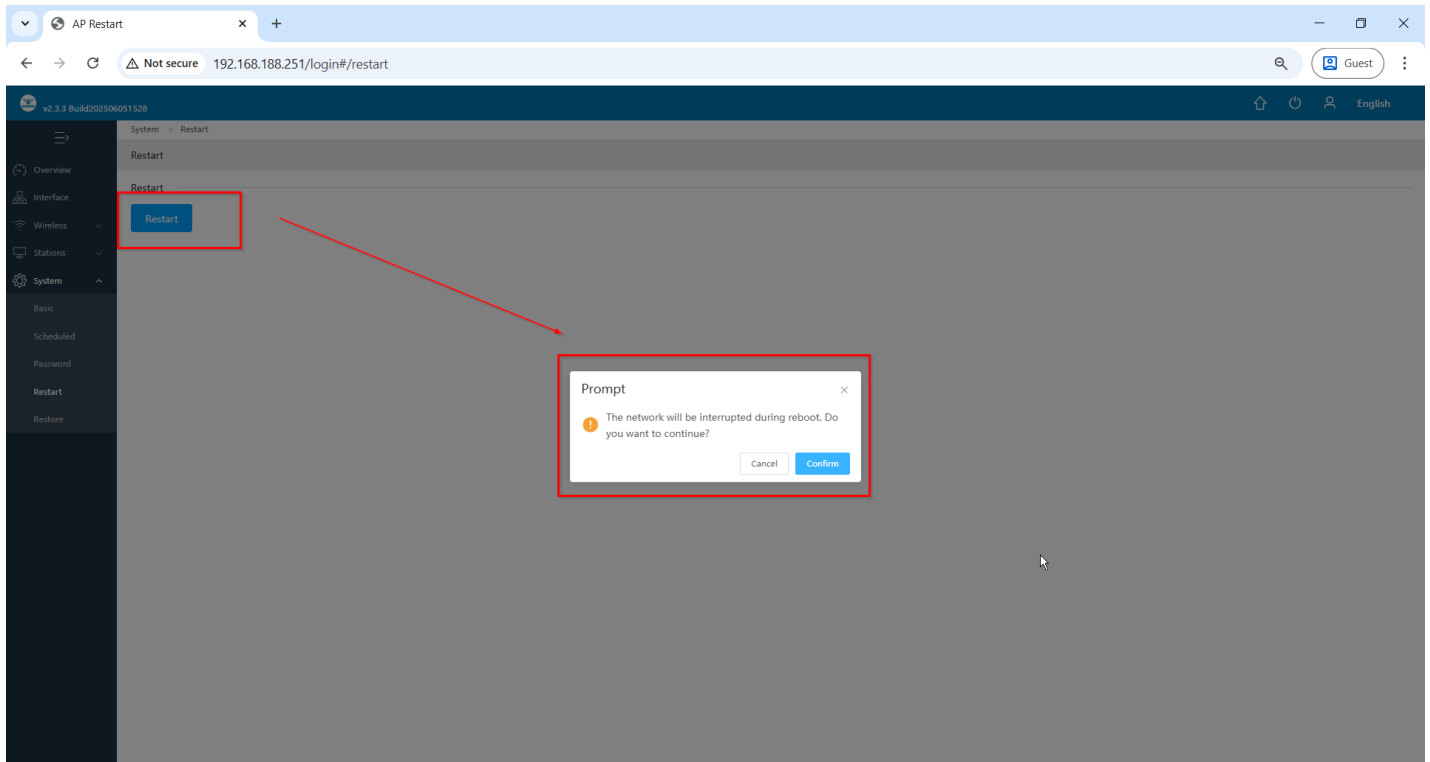 AP Restart
Not secure 192.168.188.251/login#/restart
Guest
v2.3.3 Build202506051528
English
System > Restart
Restart
Overview
Interface
Wireless
Stations
System
Basic
Scheduled
Password
Restart
Restore
Restart
Restart
Prompt
The network will be interrupted during reboot. Do
you want to continue?
Cancel Confirm